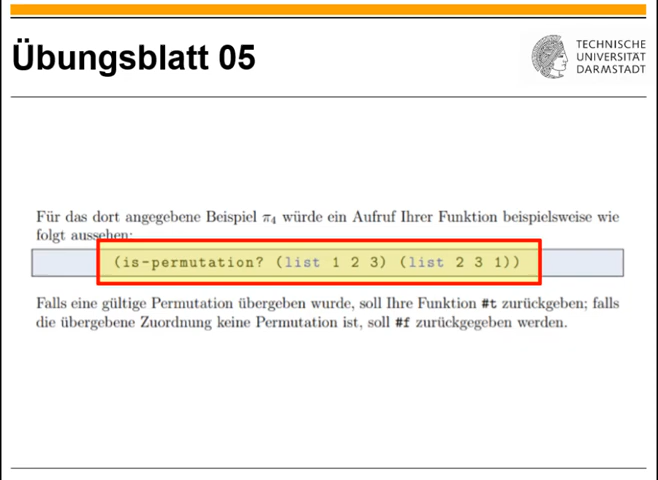 Übungsblatt 05
TECHNISCHE
UNIVERSITÄT
DARMSTADT
Für das dort angegebene Beispiel π₄ würde ein Aufruf Ihrer Funktion beispielsweise wie
folgt aussehen:
(is-permutation? (list 1 2 3) (list 2 3 1))
Falls eine gültige Permutation übergeben wurde, soll Ihre Funktion #t zurückgeben; falls
die übergebene Zuordnung keine Permutation ist, soll #f zurückgegeben werden.